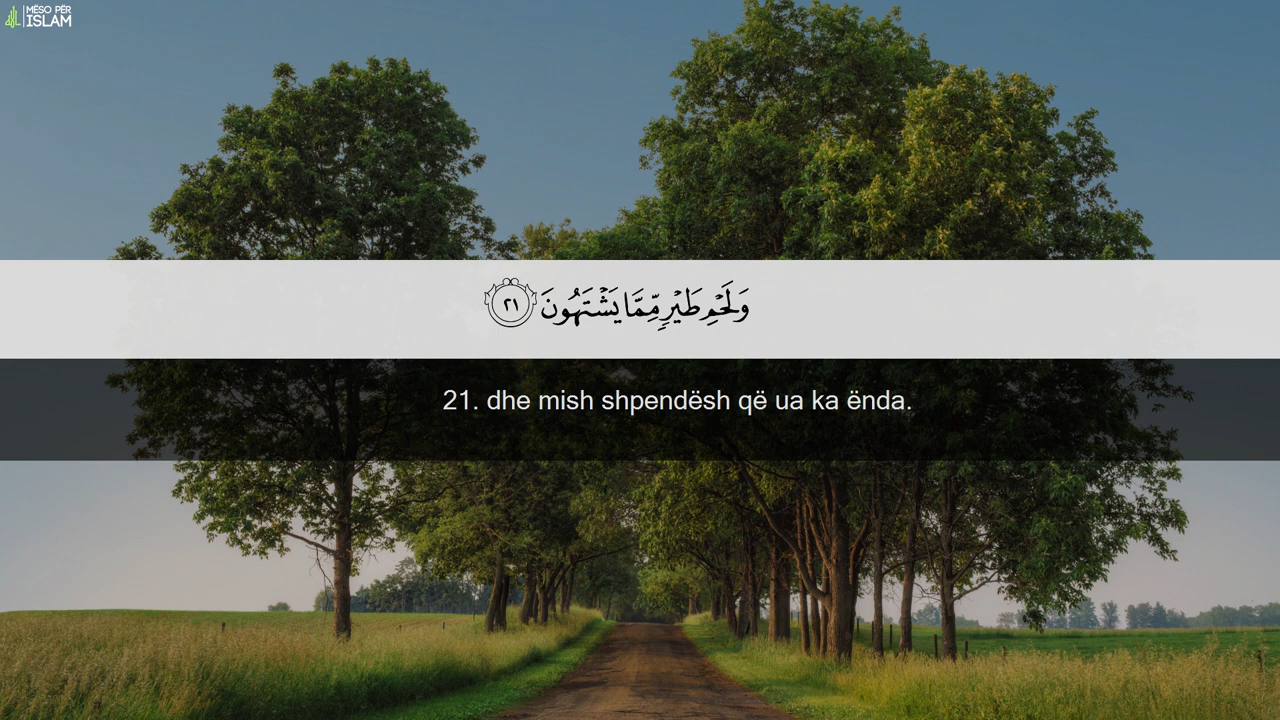 MËSO PËR
ISLAM
وَلَحْمِ طَيْرٍ مِّمَّا يَشْتَهُونَ ٢١
21. dhe mish shpendësh që ua ka ënda.